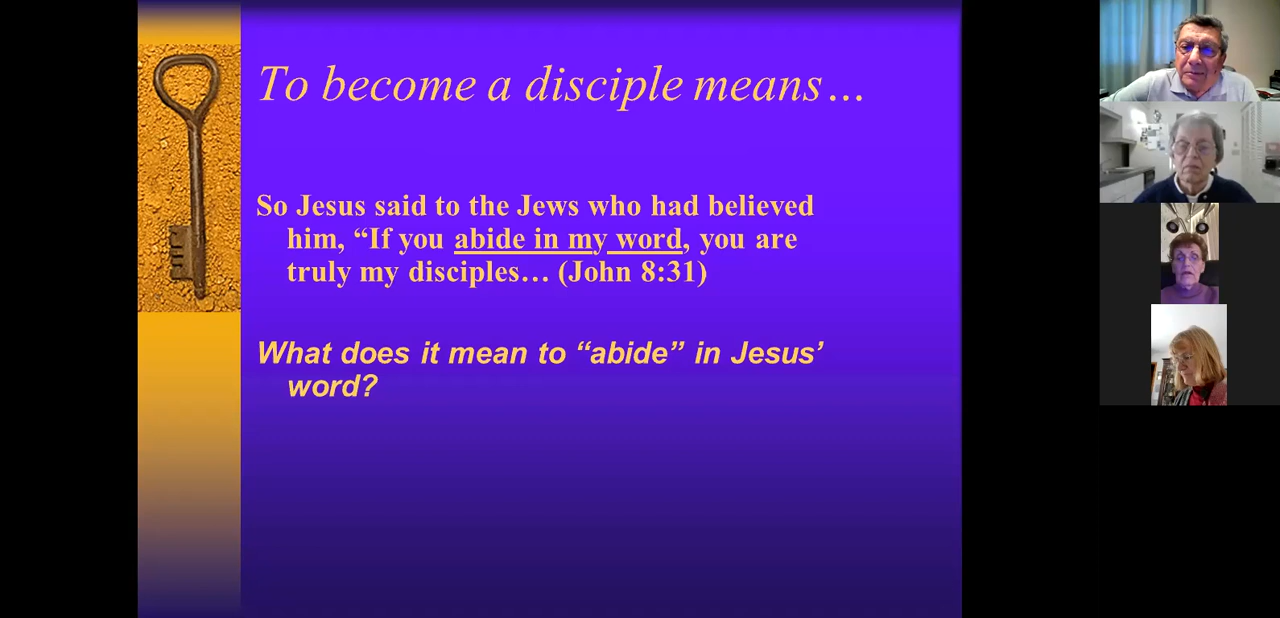 To become a disciple means…
So Jesus said to the Jews who had believed
him, “If you abide in my word, you are
truly my disciples… (John 8:31)
What does it mean to “abide” in Jesus’
word?